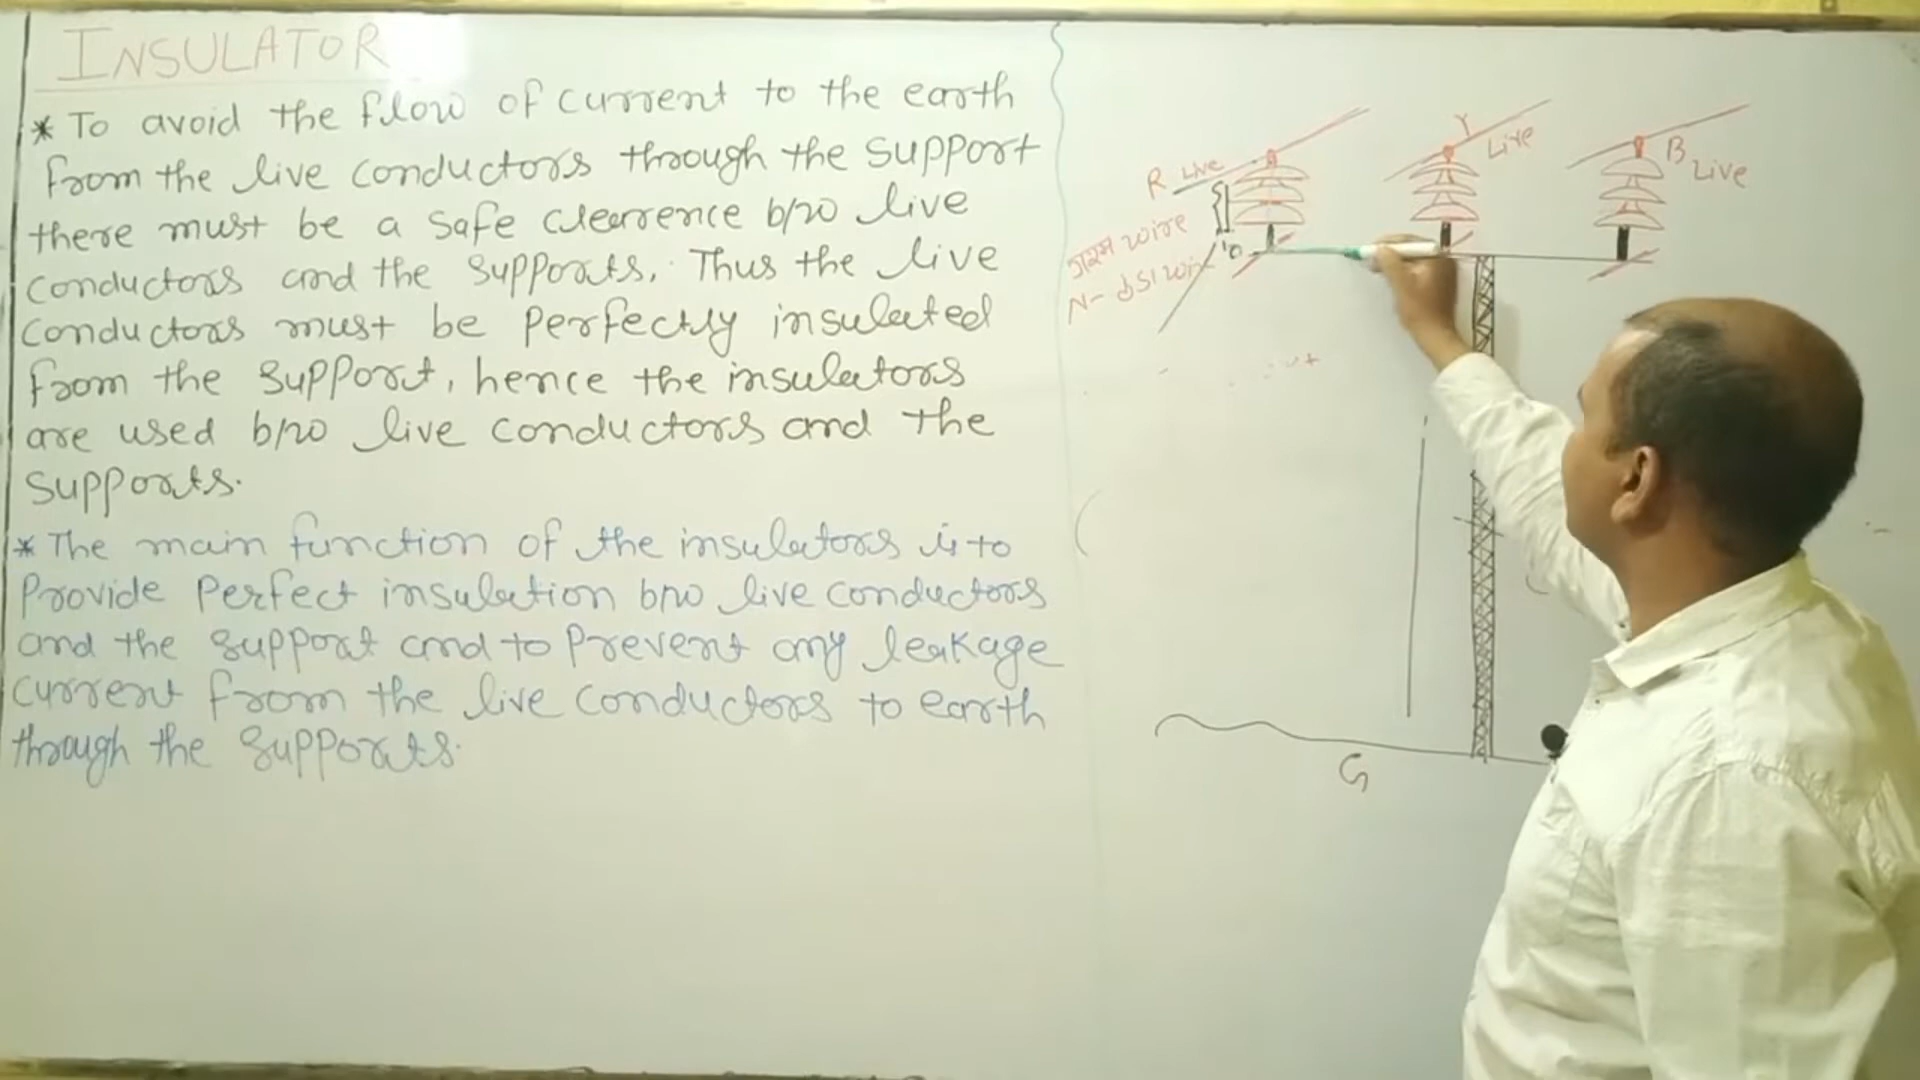 INSULATOR
* To avoid the flow of current to the earth
from the live conductors through the support
there must be a safe clearrence b/w live
conductors and the supports. Thus the live
conductors must be perfectly insulated
from the support, hence the insulators
are used b/w live conductors and the
supports.
* The main function of the insulators is to
Provide Perfect insulation b/w live conductors
and the support and to prevent any leakage
current from the live conductors to earth
through the supports.
R Live
Y
Live
B
Live
गरम wire
N- ठंडा wire
G